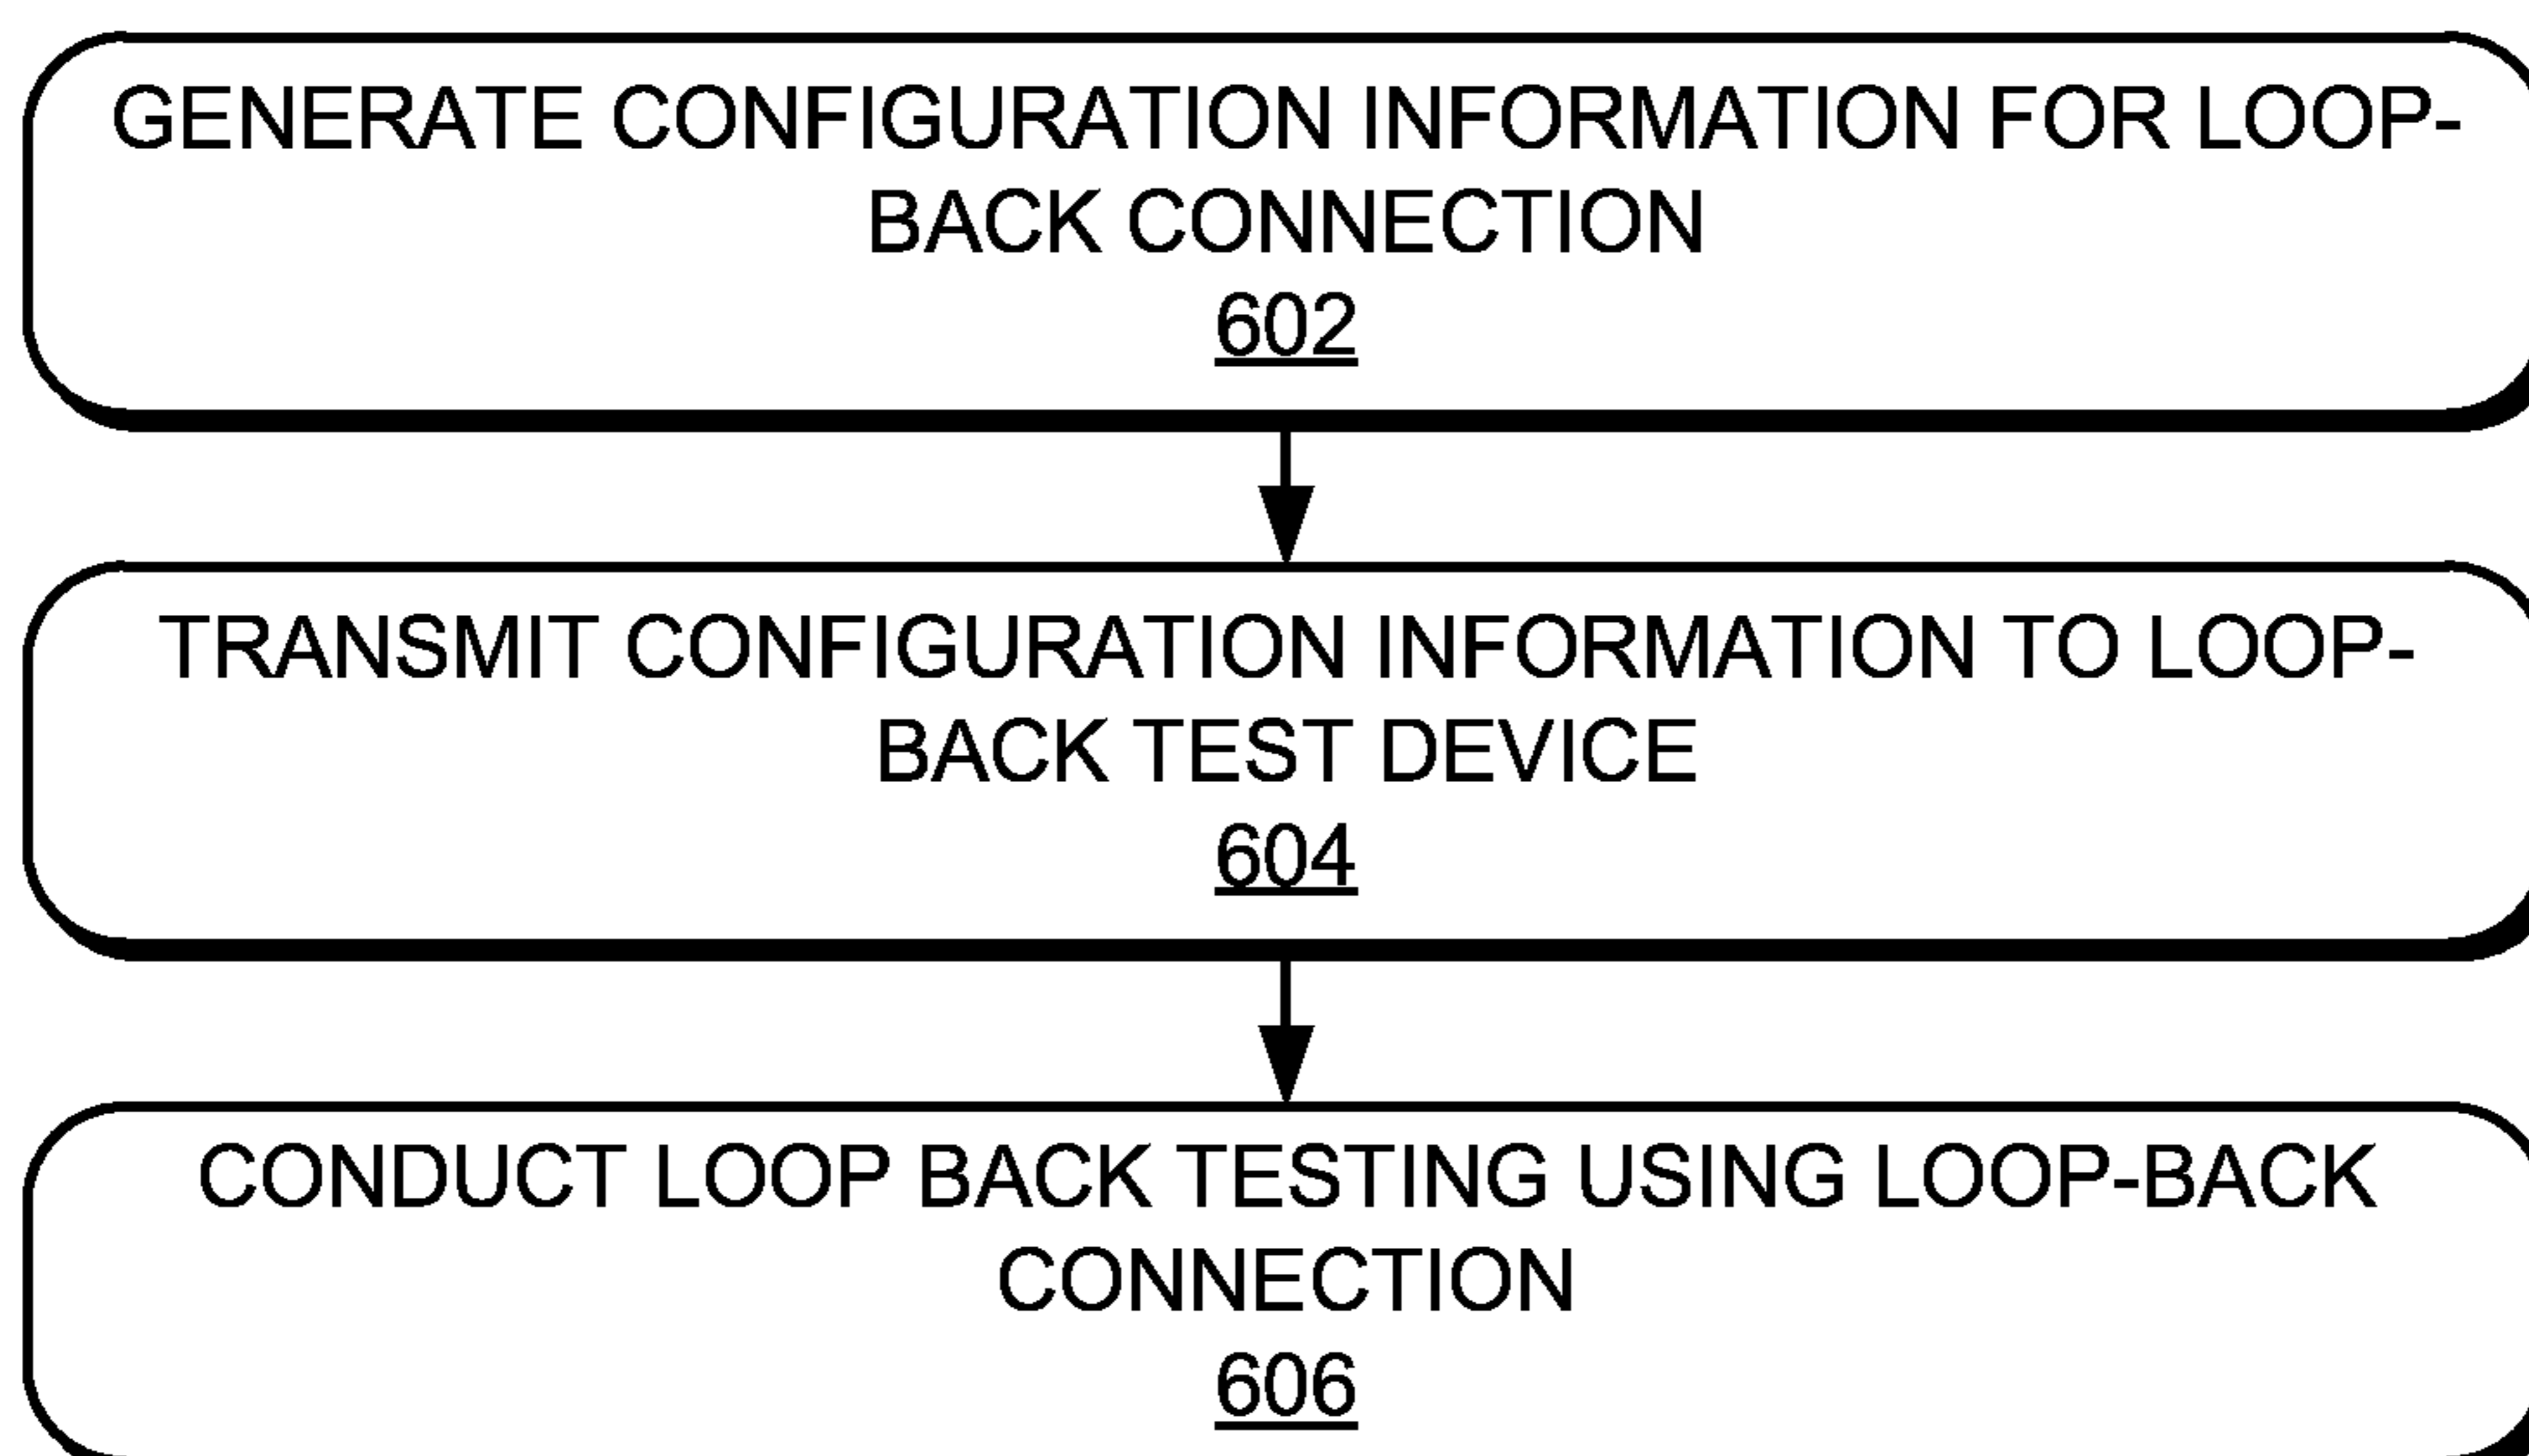 GENERATE CONFIGURATION INFORMATION FOR LOOP-
BACK CONNECTION
602
TRANSMIT CONFIGURATION INFORMATION TO LOOP-
BACK TEST DEVICE
604
CONDUCT LOOP BACK TESTING USING LOOP-BACK
CONNECTION
606